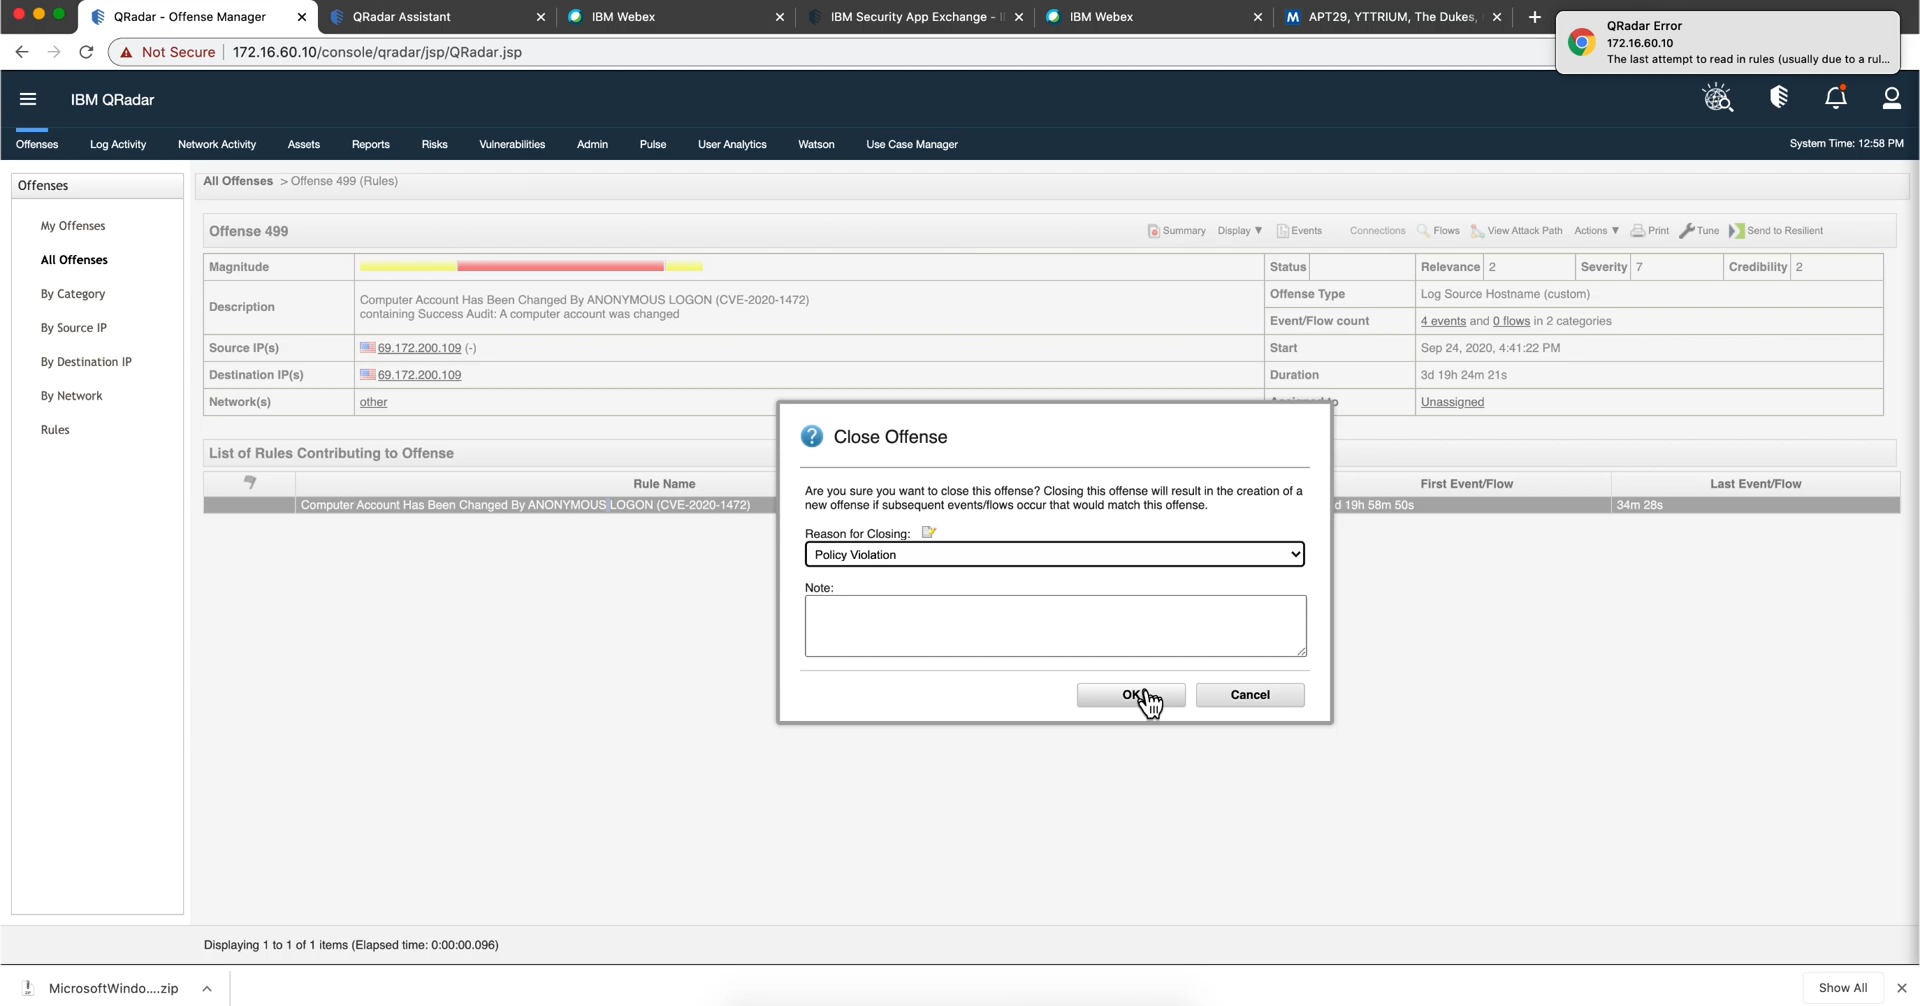 QRadar - Offense Manager
QRadar Assistant
IBM Webex
IBM Security App Exchange -
IBM Webex
APT29, YTTRIUM, The Dukes,
QRadar Error
172.16.60.10
The last attempt to read in rules (usually due to a rul...
Not Secure
172.16.60.10/console/qradar/jsp/QRadar.jsp
IBM QRadar
Offenses
Log Activity
Network Activity
Assets
Reports
Risks
Vulnerabilities
Admin
Pulse
User Analytics
Watson
Use Case Manager
System Time: 12:58 PM
Offenses
My Offenses
All Offenses
By Category
By Source IP
By Destination IP
By Network
Rules
All Offenses > Offense 499 (Rules)
Offense 499
Summary
Display ▼
Events
Connections
Flows
View Attack Path
Actions ▼
Print
Tune
Send to Resilient
Magnitude
Status
Relevance 2
Severity 7
Credibility 2
Description
Computer Account Has Been Changed By ANONYMOUS LOGON (CVE-2020-1472)
containing Success Audit: A computer account was changed
Offense Type
Log Source Hostname (custom)
Event/Flow count
4 events and 0 flows in 2 categories
Source IP(s)
69.172.200.109 (-)
Start
Sep 24, 2020, 4:41:22 PM
Destination IP(s)
69.172.200.109
Duration
3d 19h 24m 21s
Network(s)
other
Unassigned
List of Rules Contributing to Offense
Rule Name
First Event/Flow
Last Event/Flow
Computer Account Has Been Changed By ANONYMOUS LOGON (CVE-2020-1472)
d 19h 58m 50s
34m 28s
Close Offense
Are you sure you want to close this offense? Closing this offense will result in the creation of a
new offense if subsequent events/flows occur that would match this offense.
Reason for Closing:
Policy Violation
Note:
OK
Cancel
Displaying 1 to 1 of 1 items (Elapsed time: 0:00:00.096)
MicrosoftWindo....zip
Show All